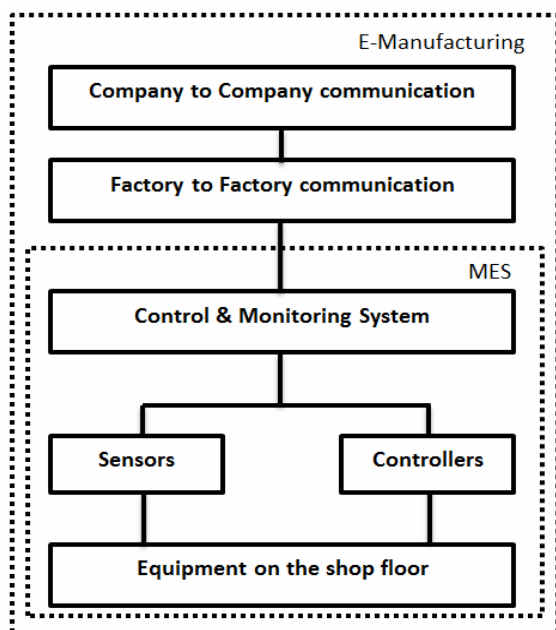 E-Manufacturing
Company to Company communication
Factory to Factory communication
MES
Control & Monitoring System
Sensors
Controllers
Equipment on the shop floor